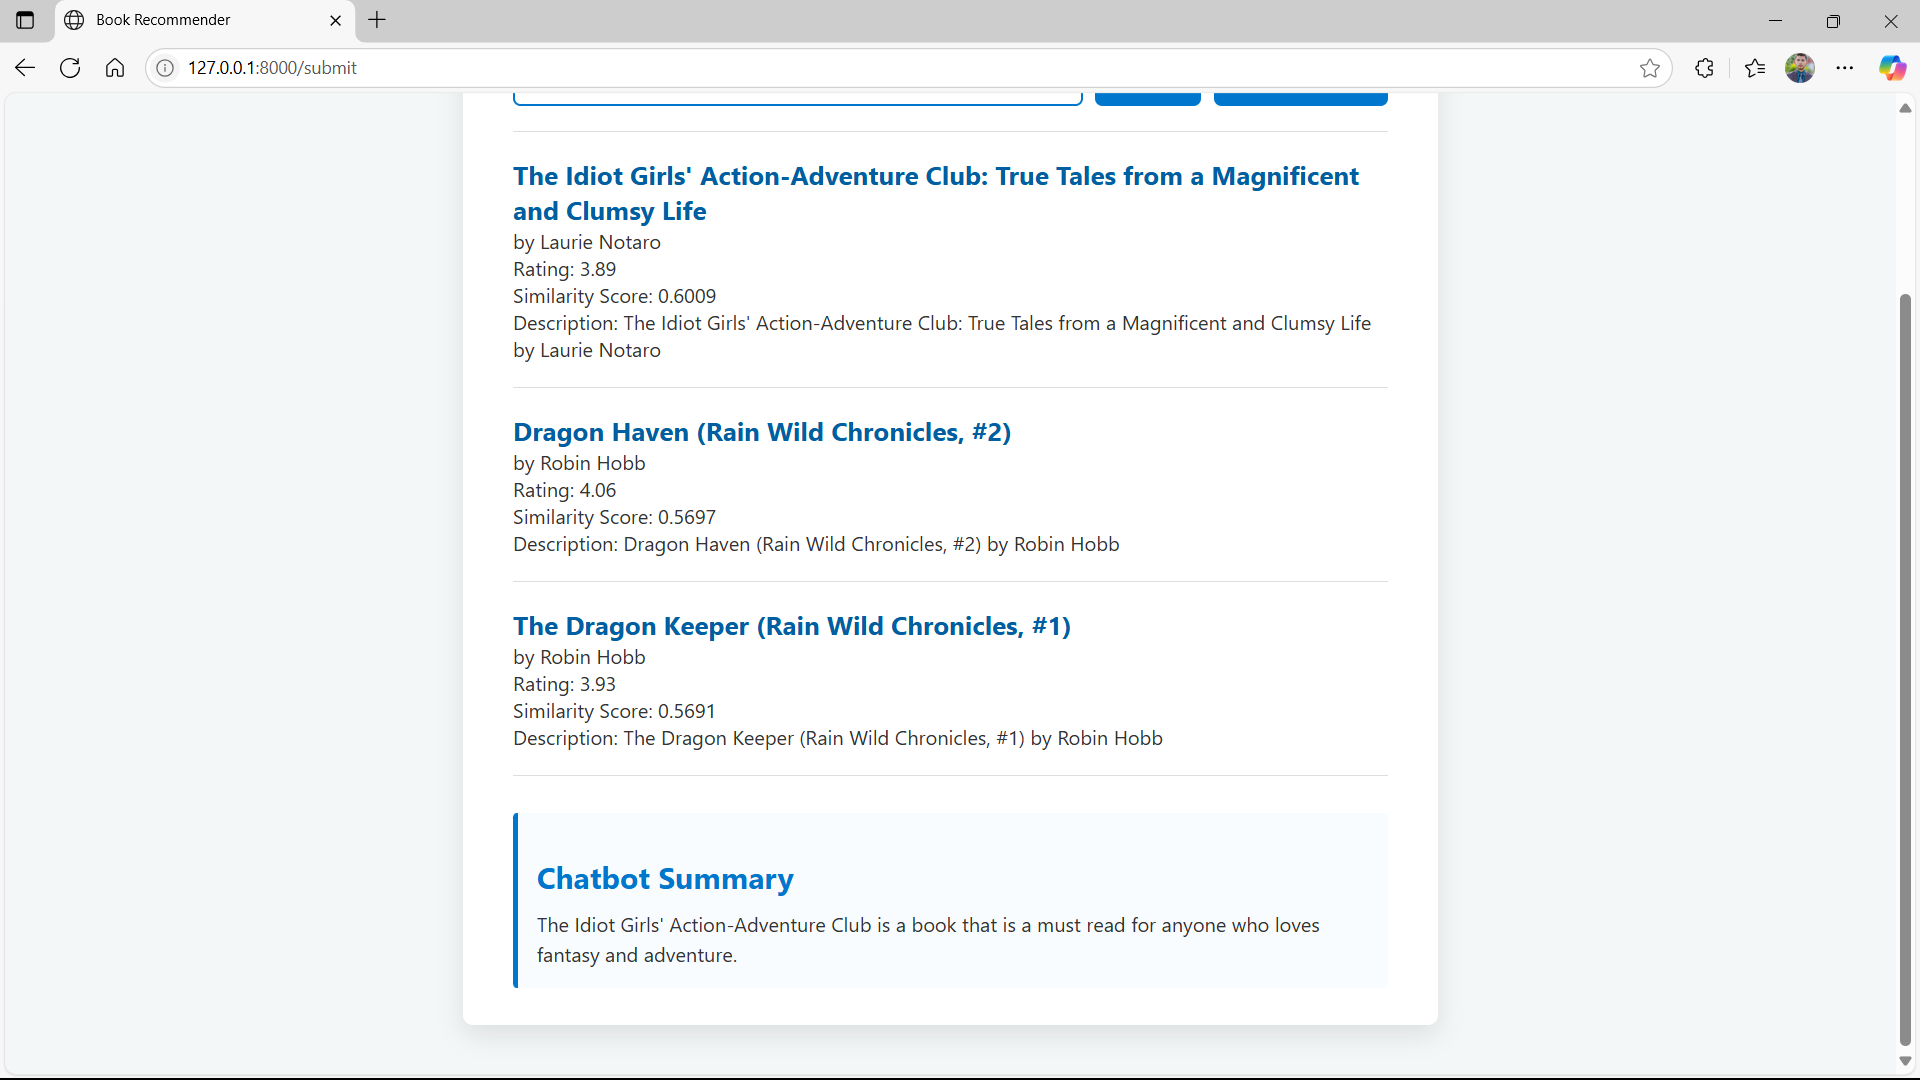 Book Recommender
127.0.0.1:8000/submit
The Idiot Girls' Action-Adventure Club: True Tales from a Magnificent
and Clumsy Life
by Laurie Notaro
Rating: 3.89
Similarity Score: 0.6009
Description: The Idiot Girls' Action-Adventure Club: True Tales from a Magnificent and Clumsy Life
by Laurie Notaro
Dragon Haven (Rain Wild Chronicles, #2)
by Robin Hobb
Rating: 4.06
Similarity Score: 0.5697
Description: Dragon Haven (Rain Wild Chronicles, #2) by Robin Hobb
The Dragon Keeper (Rain Wild Chronicles, #1)
by Robin Hobb
Rating: 3.93
Similarity Score: 0.5691
Description: The Dragon Keeper (Rain Wild Chronicles, #1) by Robin Hobb
Chatbot Summary
The Idiot Girls' Action-Adventure Club is a book that is a must read for anyone who loves
fantasy and adventure.